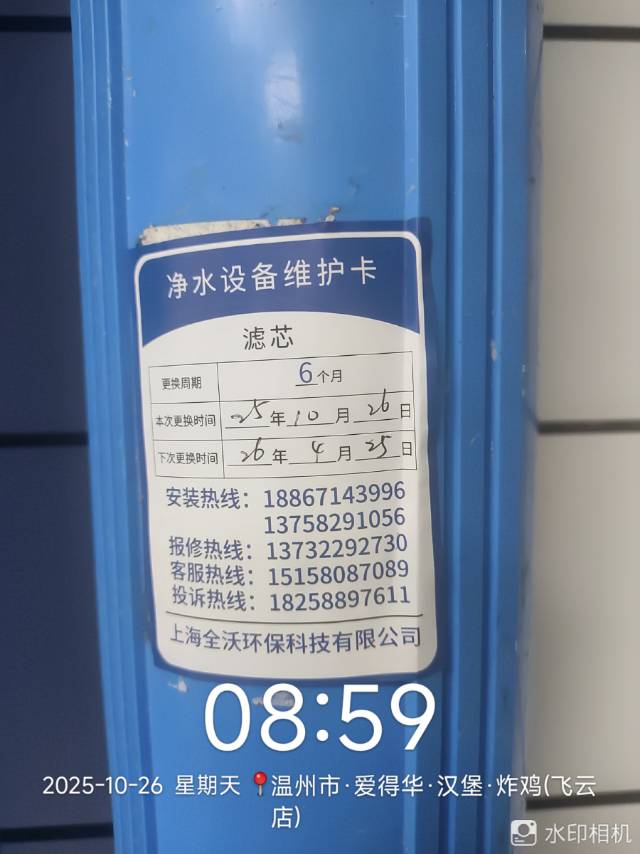 净水设备维护卡
滤芯
更换周期 6个月
本次更换时间 25年10月26日
下次更换时间 26年4月25日
安装热线：18867143996
13758291056
报修热线：13732292730
客服热线：15158087089
投诉热线：18258897611
上海全沃环保科技有限公司
08:59
2025-10-26 星期天 📍温州市·爱得华·汉堡·炸鸡(飞云
店)
水印相机